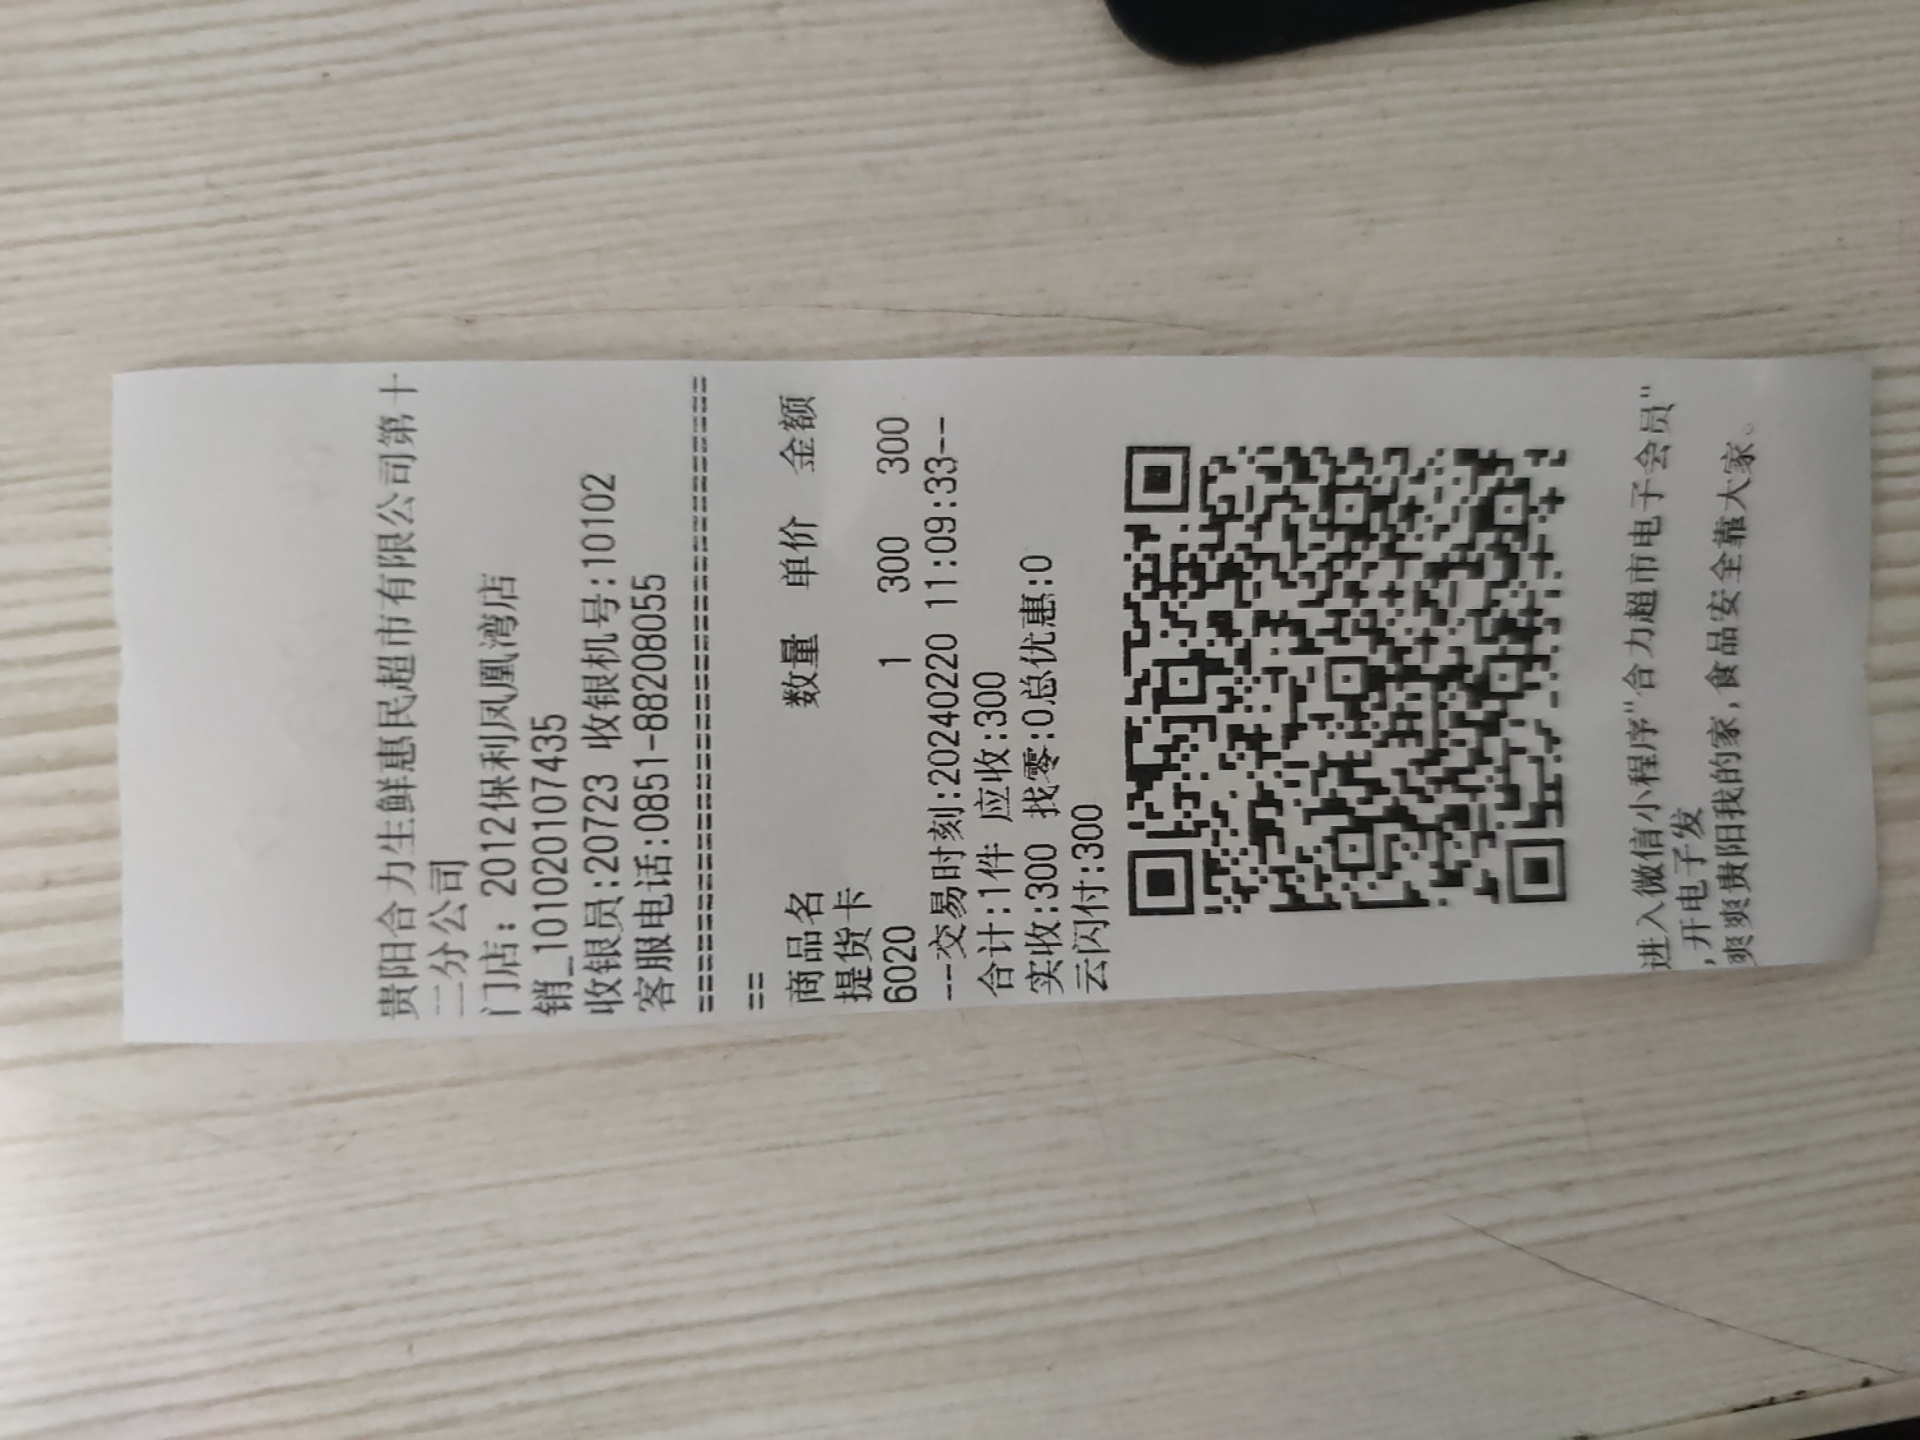 贵阳合力生鲜惠民超市有限公司第十
二分公司
门店: 2012保利凤凰湾店
销_1010201074​35
收银员:20723 收银机号:10102
客服电话:0851-88208055
======================================
==
商品名 数量 单价 金额
提货卡
6020 1 300 300
--交易时刻:20240220 11:09:33--
合计:1件 应收:300
实收:300 找零:0总优惠:0
云闪付:300
进入微信小程序"合力超市电子会员"
,开电子发
爽爽贵阳我的家,食品安全靠大家。